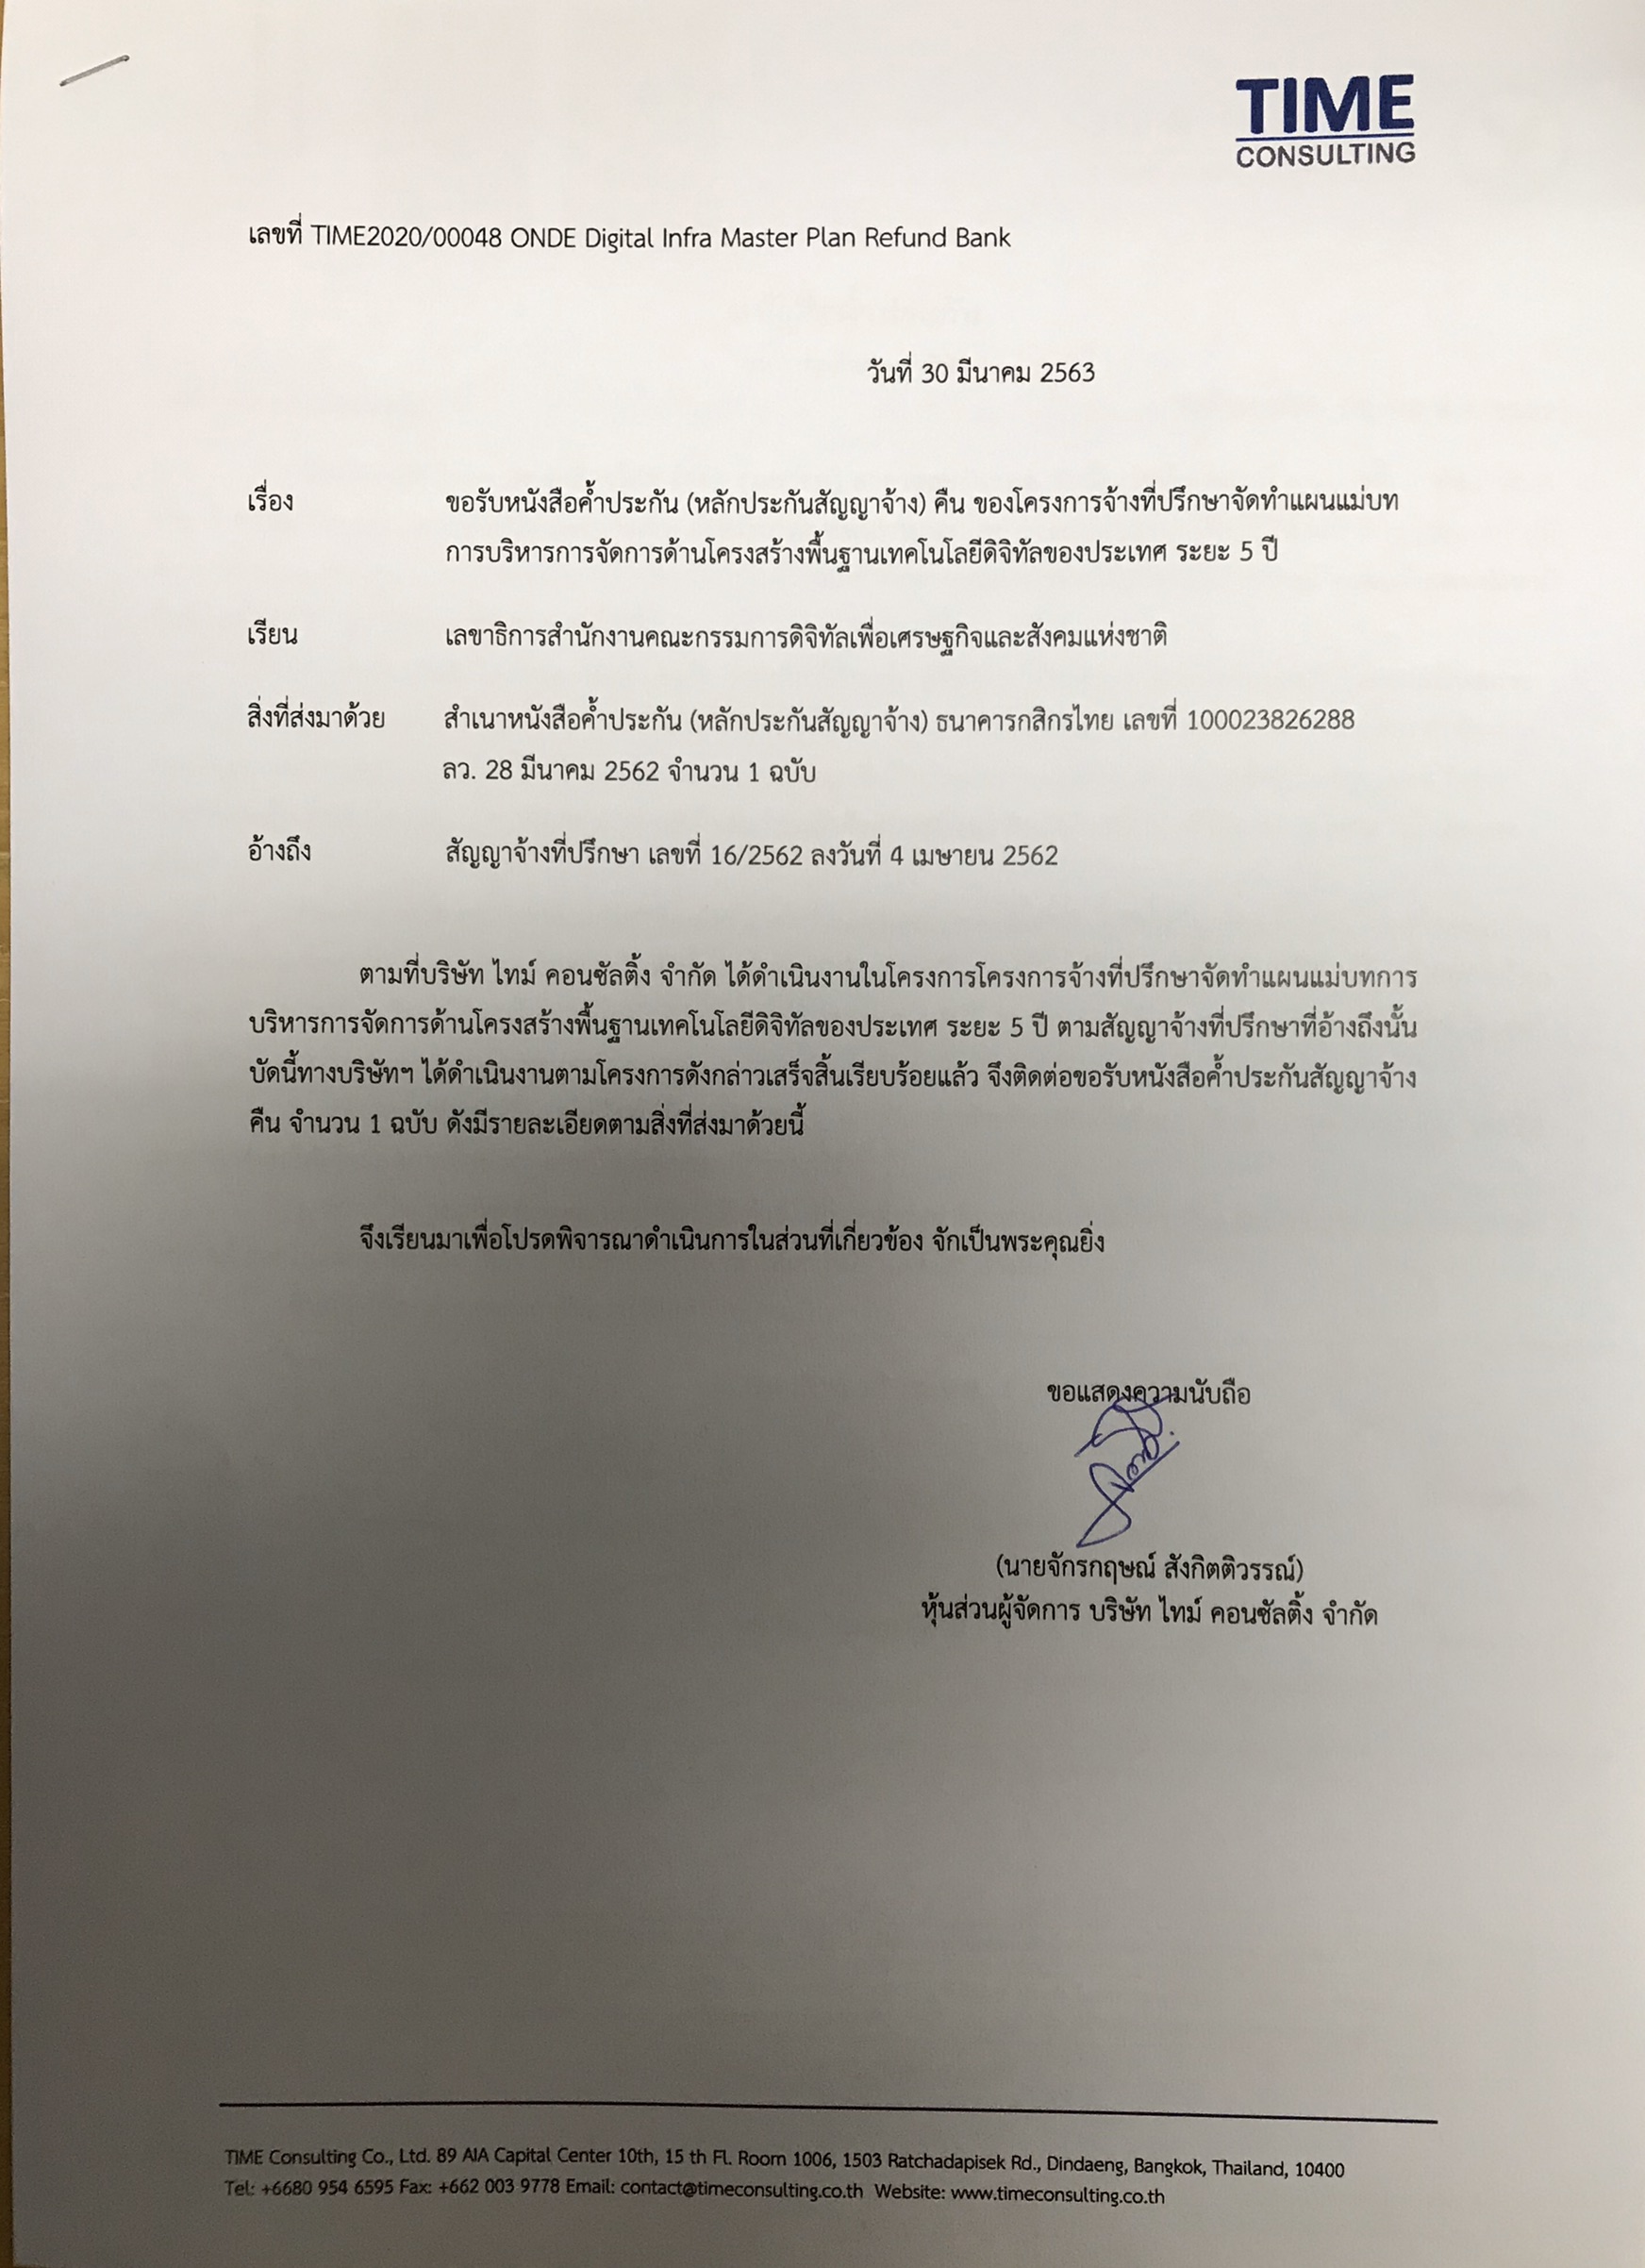 TIME
CONSULTING
เลขที่ TIME2020/00048 ONDE Digital Infra Master Plan Refund Bank
วันที่ 30 มีนาคม 2563
เรื่อง ขอรับหนังสือค้ำประกัน (หลักประกันสัญญาจ้าง) คืน ของโครงการจ้างที่ปรึกษาจัดทำแผนแม่บท
การบริหารการจัดการด้านโครงสร้างพื้นฐานเทคโนโลยีดิจิทัลของประเทศ ระยะ 5 ปี
เรียน เลขาธิการสำนักงานคณะกรรมการดิจิทัลเพื่อเศรษฐกิจและสังคมแห่งชาติ
สิ่งที่ส่งมาด้วย สำเนาหนังสือค้ำประกัน (หลักประกันสัญญาจ้าง) ธนาคารกสิกรไทย เลขที่ 100023826288
ลว. 28 มีนาคม 2562 จำนวน 1 ฉบับ
อ้างถึง สัญญาจ้างที่ปรึกษา เลขที่ 16/2562 ลงวันที่ 4 เมษายน 2562
ตามที่บริษัท ไทม์ คอนซัลติ้ง จำกัด ได้ดำเนินงานในโครงการโครงการจ้างที่ปรึกษาจัดทำแผนแม่บทการ
บริหารการจัดการด้านโครงสร้างพื้นฐานเทคโนโลยีดิจิทัลของประเทศ ระยะ 5 ปี ตามสัญญาจ้างที่ปรึกษาที่อ้างถึงนั้น
บัดนี้ทางบริษัทฯ ได้ดำเนินงานตามโครงการดังกล่าวเสร็จสิ้นเรียบร้อยแล้ว จึงติดต่อขอรับหนังสือค้ำประกันสัญญาจ้าง
คืน จำนวน 1 ฉบับ ดังมีรายละเอียดตามสิ่งที่ส่งมาด้วยนี้
จึงเรียนมาเพื่อโปรดพิจารณาดำเนินการในส่วนที่เกี่ยวข้อง จักเป็นพระคุณยิ่ง
ขอแสดงความนับถือ
(นายจักรกฤษณ์ สังกิตติวรรณ์)
หุ้นส่วนผู้จัดการ บริษัท ไทม์ คอนซัลติ้ง จำกัด
TIME Consulting Co., Ltd. 89 AIA Capital Center 10th, 15 th Fl. Room 1006, 1503 Ratchadapisek Rd., Dindaeng, Bangkok, Thailand, 10400
Tel: +6680 954 6595 Fax: +662 003 9778 Email: contact@timeconsulting.co.th Website: www.timeconsulting.co.th